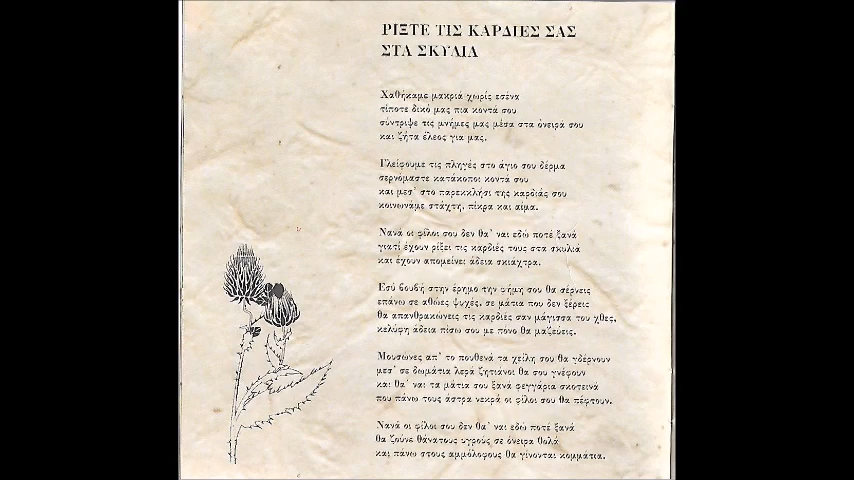 ΡΙΞΤΕ ΤΙΣ ΚΑΡΔΙΕΣ ΣΑΣ
ΣΤΑ ΣΚΥΛΙΑ
Χαθήκαμε μακριά χωρίς εσένα
τίποτε δικό μας πια κοντά σου
σύντριψε τις μνήμες μας μέσα στα όνειρά σου
και ζήτα έλεος για μας.
Γλείφουμε τις πληγές στο άγιο σου δέρμα
σερνόμαστε κατάκοποι κοντά σου
και μεσ' στο παρεκκλήσι της καρδιάς σου
κοινωνάμε στάχτη, πίκρα και αίμα.
Νανά οι φίλοι σου δεν θα' ναι εδώ ποτέ ξανά
γιατί έχουν ρίξει τις καρδιές τους στα σκυλιά
και έχουν απομείνει άδεια σκιάχτρα.
Εσύ βουβή στην έρημο την φήμη σου θα σέρνεις
επάνω σε αθώες ψυχές, σε μάτια που δεν ξέρεις
θα απανθρακώνεις τις καρδιές σαν μάγισσα του χθες,
κελύφη άδεια πίσω σου με πόνο θα μαζεύεις.
Μουσώνες απ' το πουθενά τα χείλη σου θα γδέρνουν
μεσ' σε δωμάτια λερά ζητιάνοι θα σου γνέφουν
και θα' ναι τα μάτια σου ξανά φεγγάρια σκοτεινά
που πάνω τους άστρα νεκρά οι φίλοι σου θα πέφτουν.
Νανά οι φίλοι σου δεν θα' ναι εδώ ποτέ ξανά
θα ζούνε θάνατους υγρούς σε όνειρα θολά
και πάνω στους αμμόλοφους θα γίνονται κομμάτια.